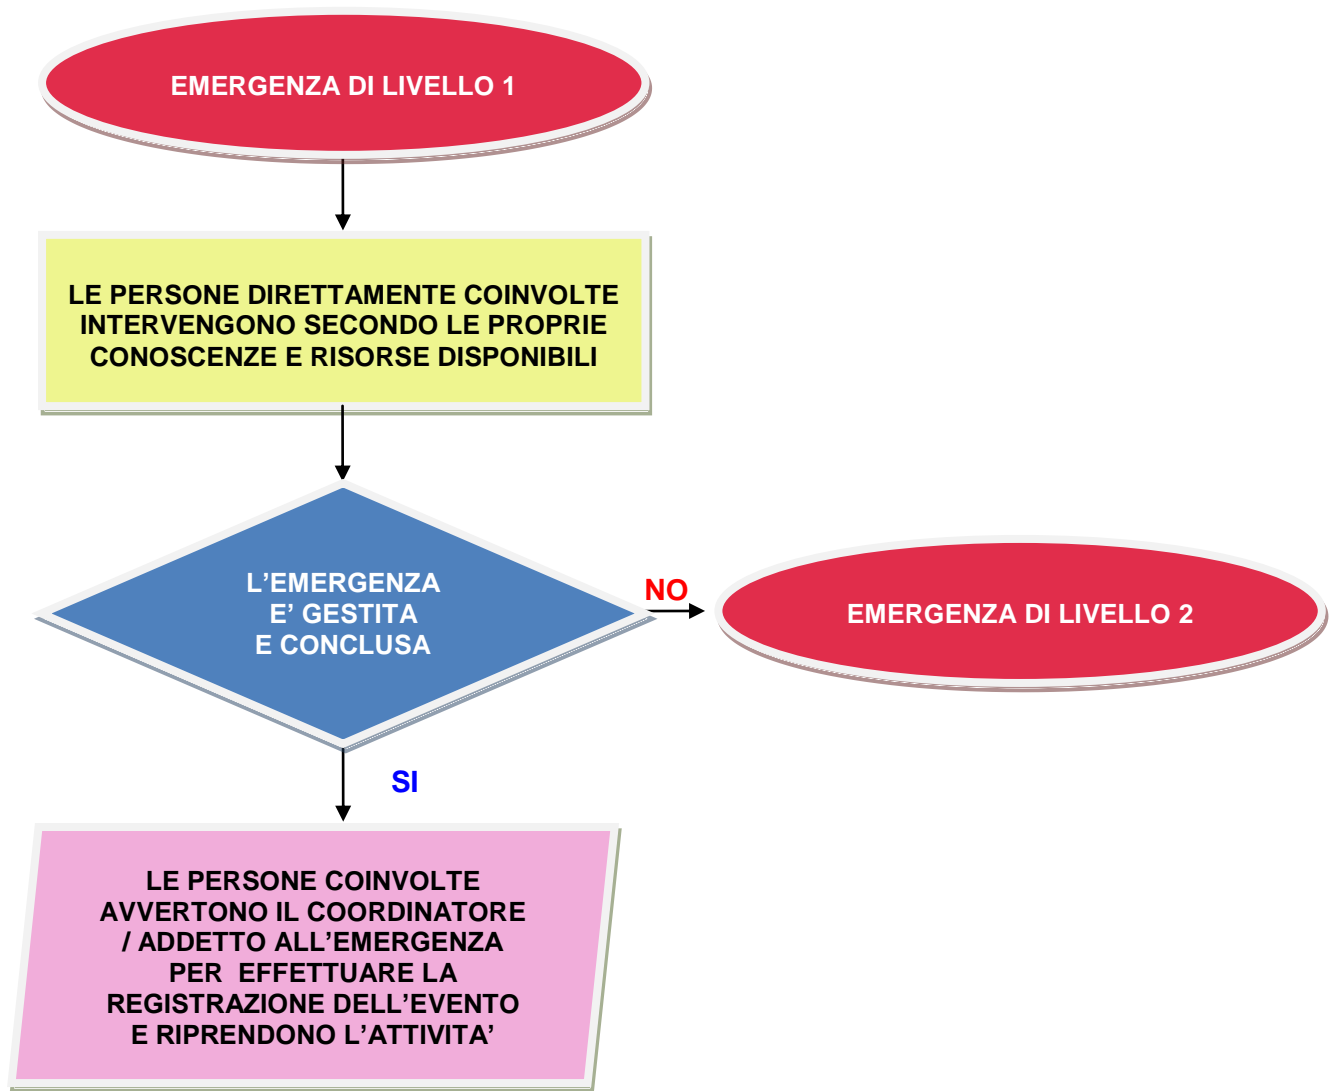 EMERGENZA DI LIVELLO 1
LE PERSONE DIRETTAMENTE COINVOLTE
INTERVENGONO SECONDO LE PROPRIE
CONOSCENZE E RISORSE DISPONIBILI
L’EMERGENZA
E’ GESTITA
E CONCLUSA
NO
EMERGENZA DI LIVELLO 2
SI
LE PERSONE COINVOLTE
AVVERTONO IL COORDINATORE
/ ADDETTO ALL’EMERGENZA
PER EFFETTUARE LA
REGISTRAZIONE DELL’EVENTO
E RIPRENDONO L’ATTIVITA’